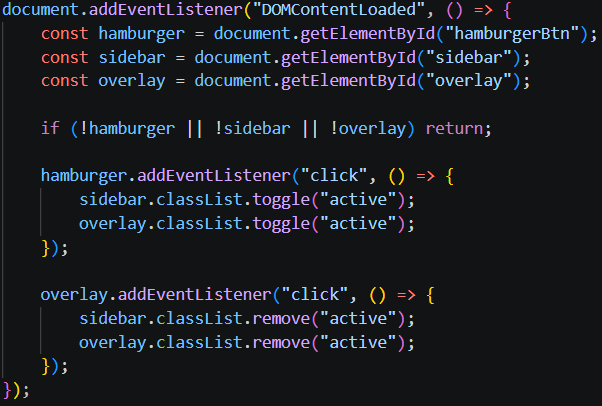 document.addEventListener("DOMContentLoaded", () => {
    const hamburger = document.getElementById("hamburgerBtn");
    const sidebar = document.getElementById("sidebar");
    const overlay = document.getElementById("overlay");

    if (!hamburger || !sidebar || !overlay) return;

    hamburger.addEventListener("click", () => {
        sidebar.classList.toggle("active");
        overlay.classList.toggle("active");
    });

    overlay.addEventListener("click", () => {
        sidebar.classList.remove("active");
        overlay.classList.remove("active");
    });
});